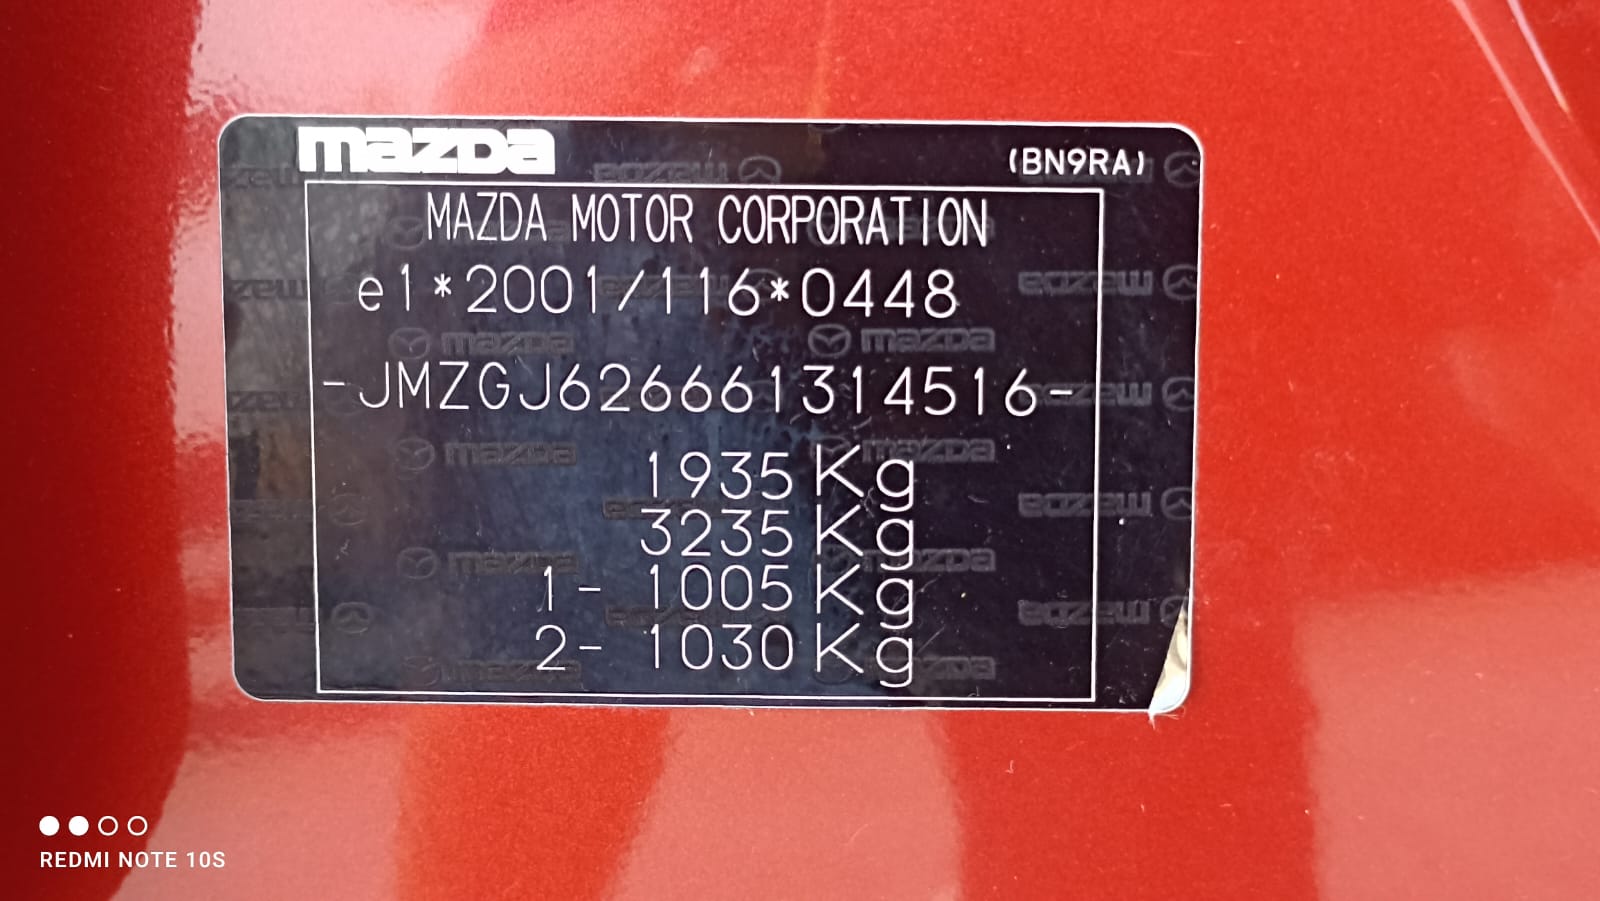 mazda
(BN9RA)
MAZDA MOTOR CORPORATION
e1*2001/116*0448
-JMZGJ626661314516-
1935 Kg
3235 Kg
1- 1005 Kg
2- 1030 Kg
REDMI NOTE 10S